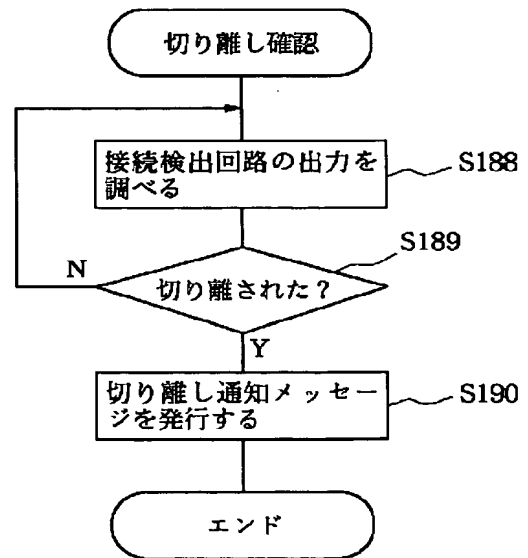 切り離し確認
接続検出回路の出力を
調べる
S188
S189
N
切り離された？
Y
切り離し通知メッセー
ジを発行する
S190
エンド